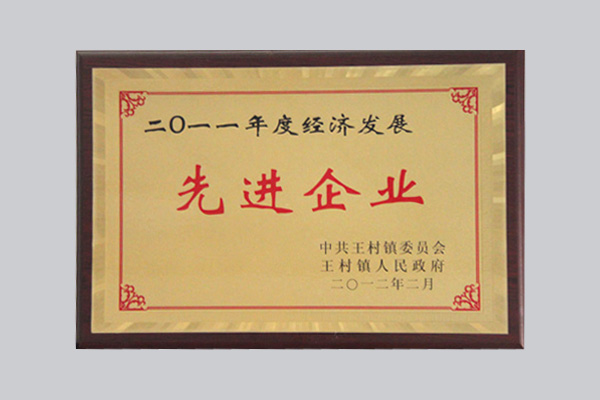 二〇一一年度经济发展
先进企业
中共王村镇委员会
王村镇人民政府
二〇一二年二月